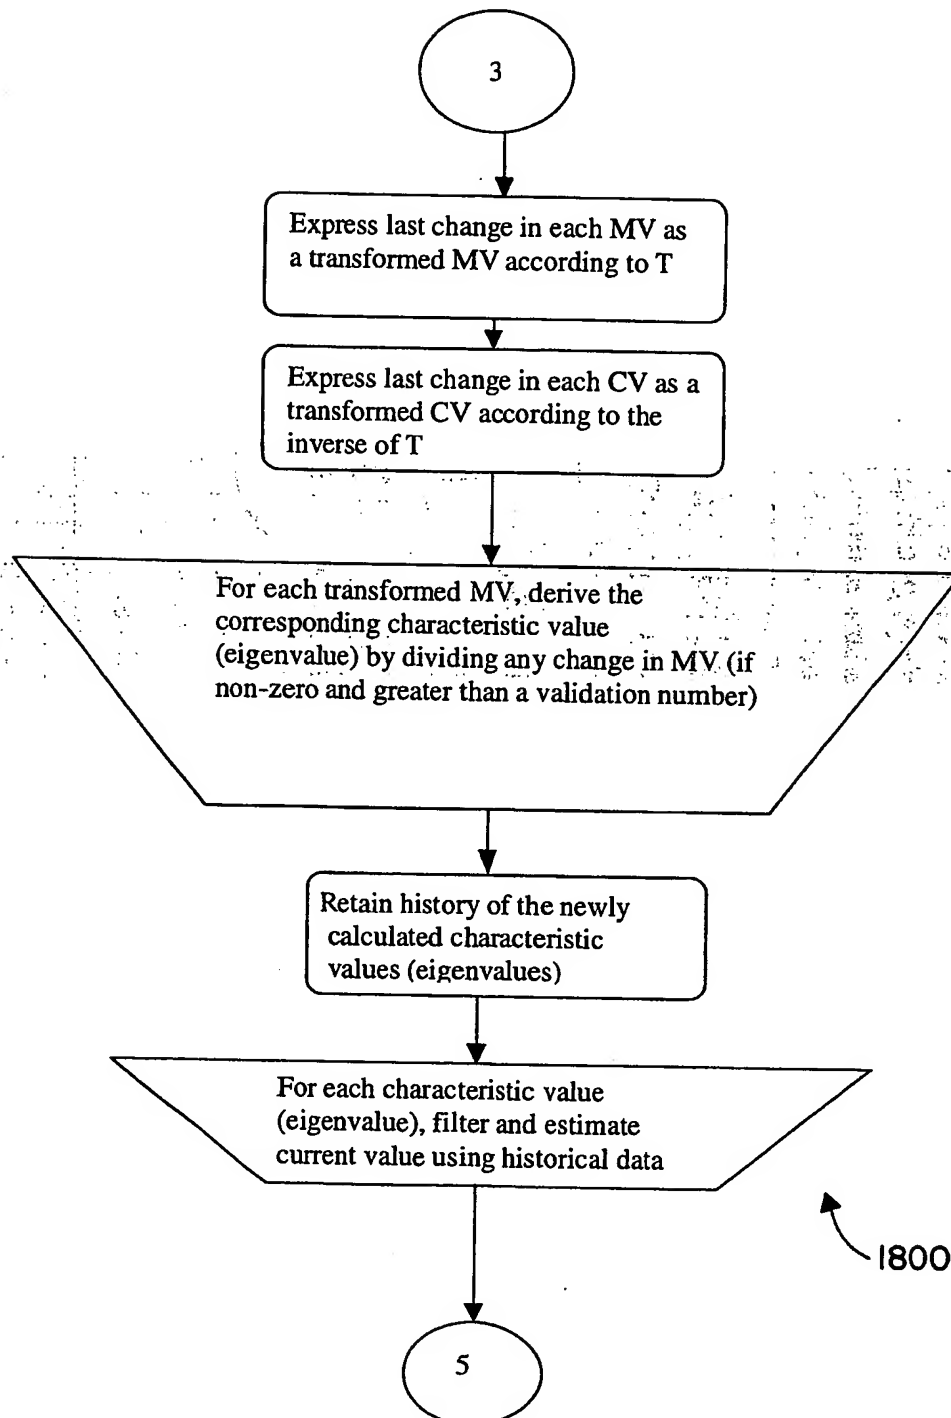 3
Express last change in each MV as
a transformed MV according to T
Express last change in each CV as a
transformed CV according to the
inverse of T
For each transformed MV, derive the
corresponding characteristic value
(eigenvalue) by dividing any change in MV (if
non-zero and greater than a validation number)
Retain history of the newly
calculated characteristic
values (eigenvalues)
For each characteristic value
(eigenvalue), filter and estimate
current value using historical data
1800
5